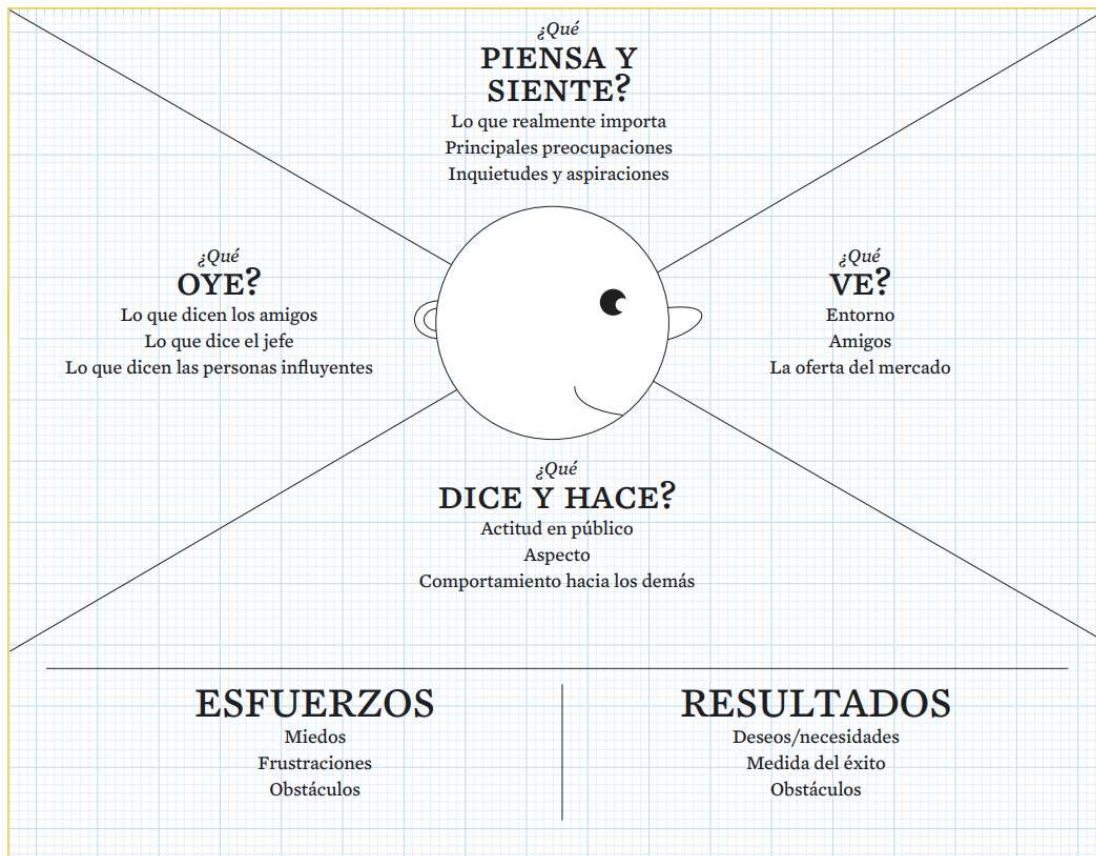 ¿Qué
PIENSA Y
SIENTE?
Lo que realmente importa
Principales preocupaciones
Inquietudes y aspiraciones
¿Qué
OYE?
Lo que dicen los amigos
Lo que dice el jefe
Lo que dicen las personas influyentes
¿Qué
VE?
Entorno
Amigos
La oferta del mercado
¿Qué
DICE Y HACE?
Actitud en público
Aspecto
Comportamiento hacia los demás
ESFUERZOS
Miedos
Frustraciones
Obstáculos
RESULTADOS
Deseos/necesidades
Medida del éxito
Obstáculos